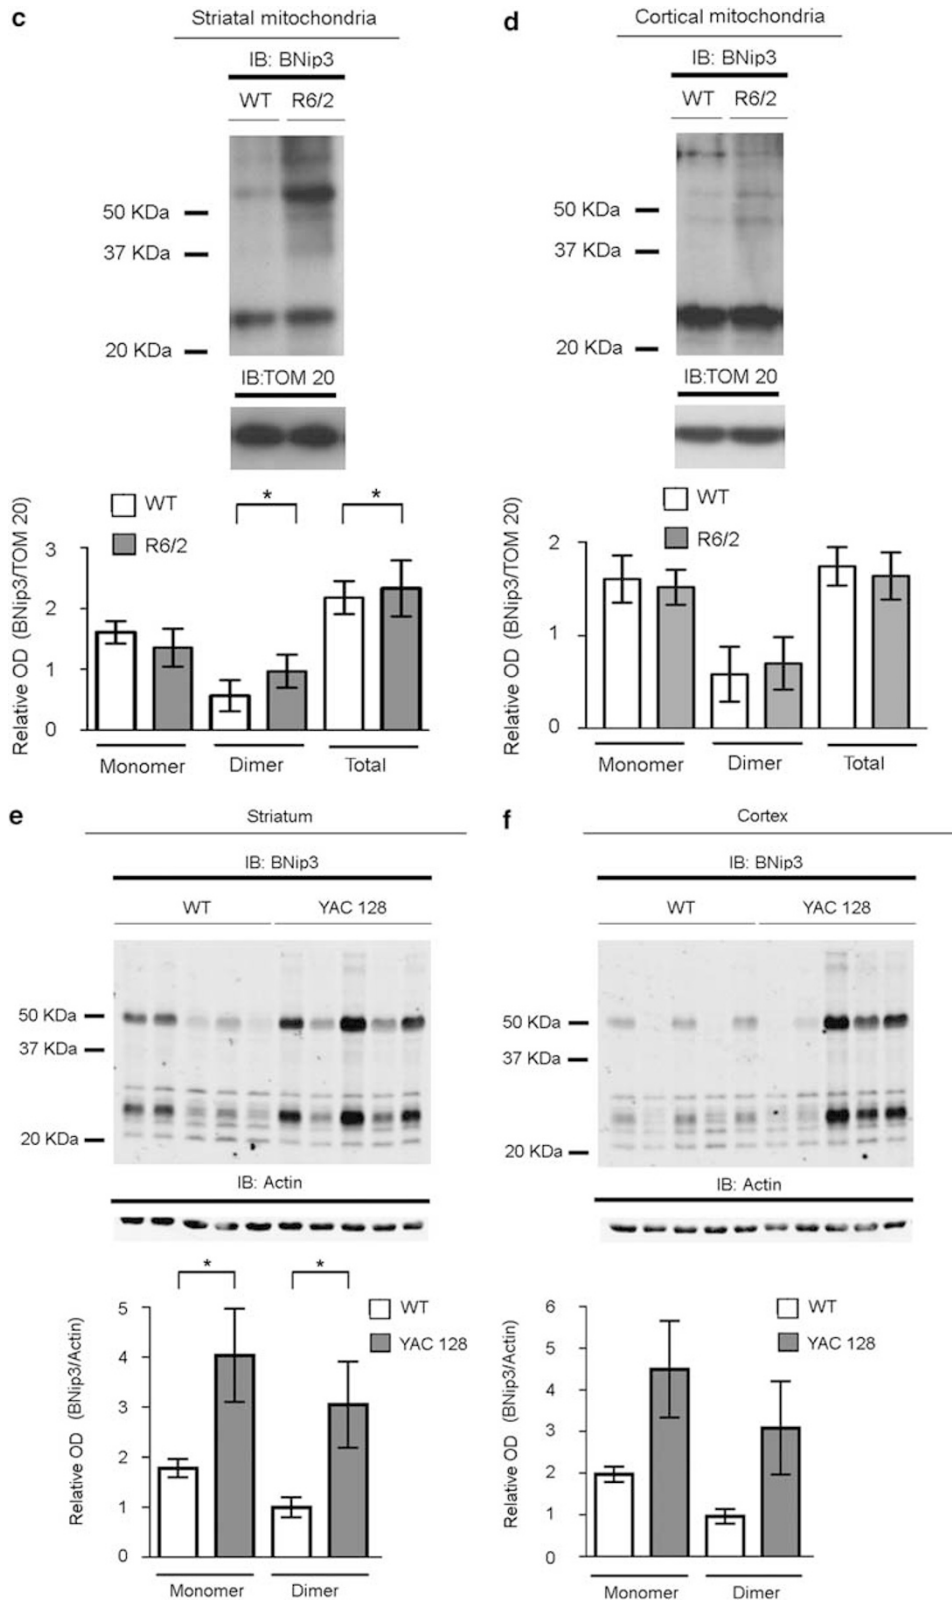 c
Striatal mitochondria
IB: BNip3
WT R6/2
50 KDa
37 KDa
20 KDa
IB:TOM 20
WT
R6/2
* *
Relative OD (BNip3/TOM 20)
3
2
1
0
Monomer Dimer Total
d
Cortical mitochondria
IB: BNip3
WT R6/2
50 KDa
37 KDa
20 KDa
IB:TOM 20
WT
R6/2
Relative OD (BNip3/TOM 20)
2
1
0
Monomer Dimer Total
e
Striatum
IB: BNip3
WT YAC 128
50 KDa
37 KDa
20 KDa
IB: Actin
* *
WT
YAC 128
Relative OD (BNip3/Actin)
5
4
3
2
1
0
Monomer Dimer
f
Cortex
IB: BNip3
WT YAC 128
50 KDa
37 KDa
20 KDa
IB: Actin
WT
YAC 128
Relative OD (BNip3/Actin)
6
5
4
3
2
1
0
Monomer Dimer